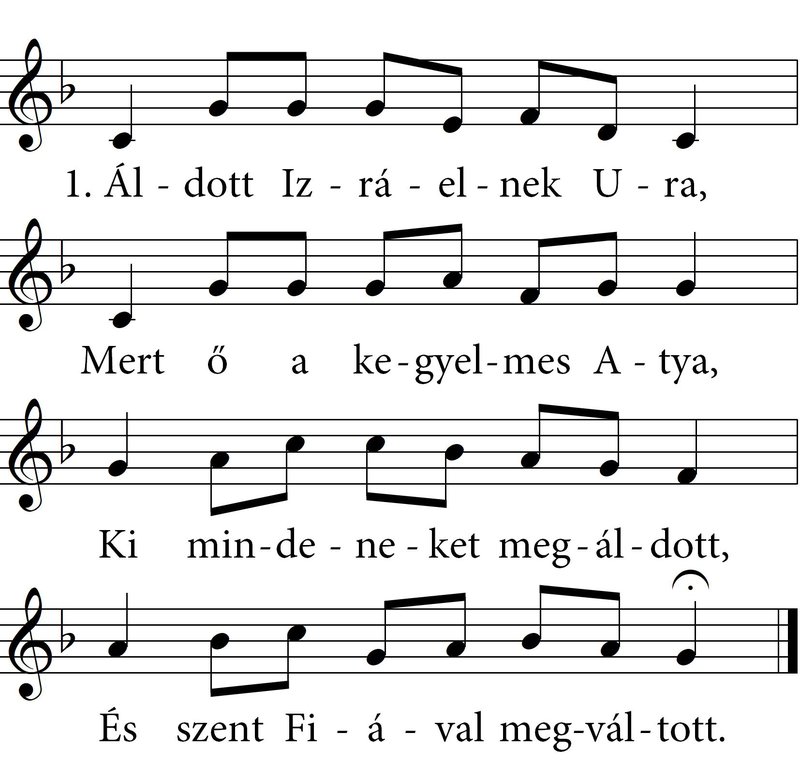 1. Ál - dott Iz - rá - el - nek U - ra,
Mert ő a ke - gyel - mes A - tya,
Ki min - de - ne - ket meg - ál - dott,
És szent Fi - á - val meg - vál - tott.